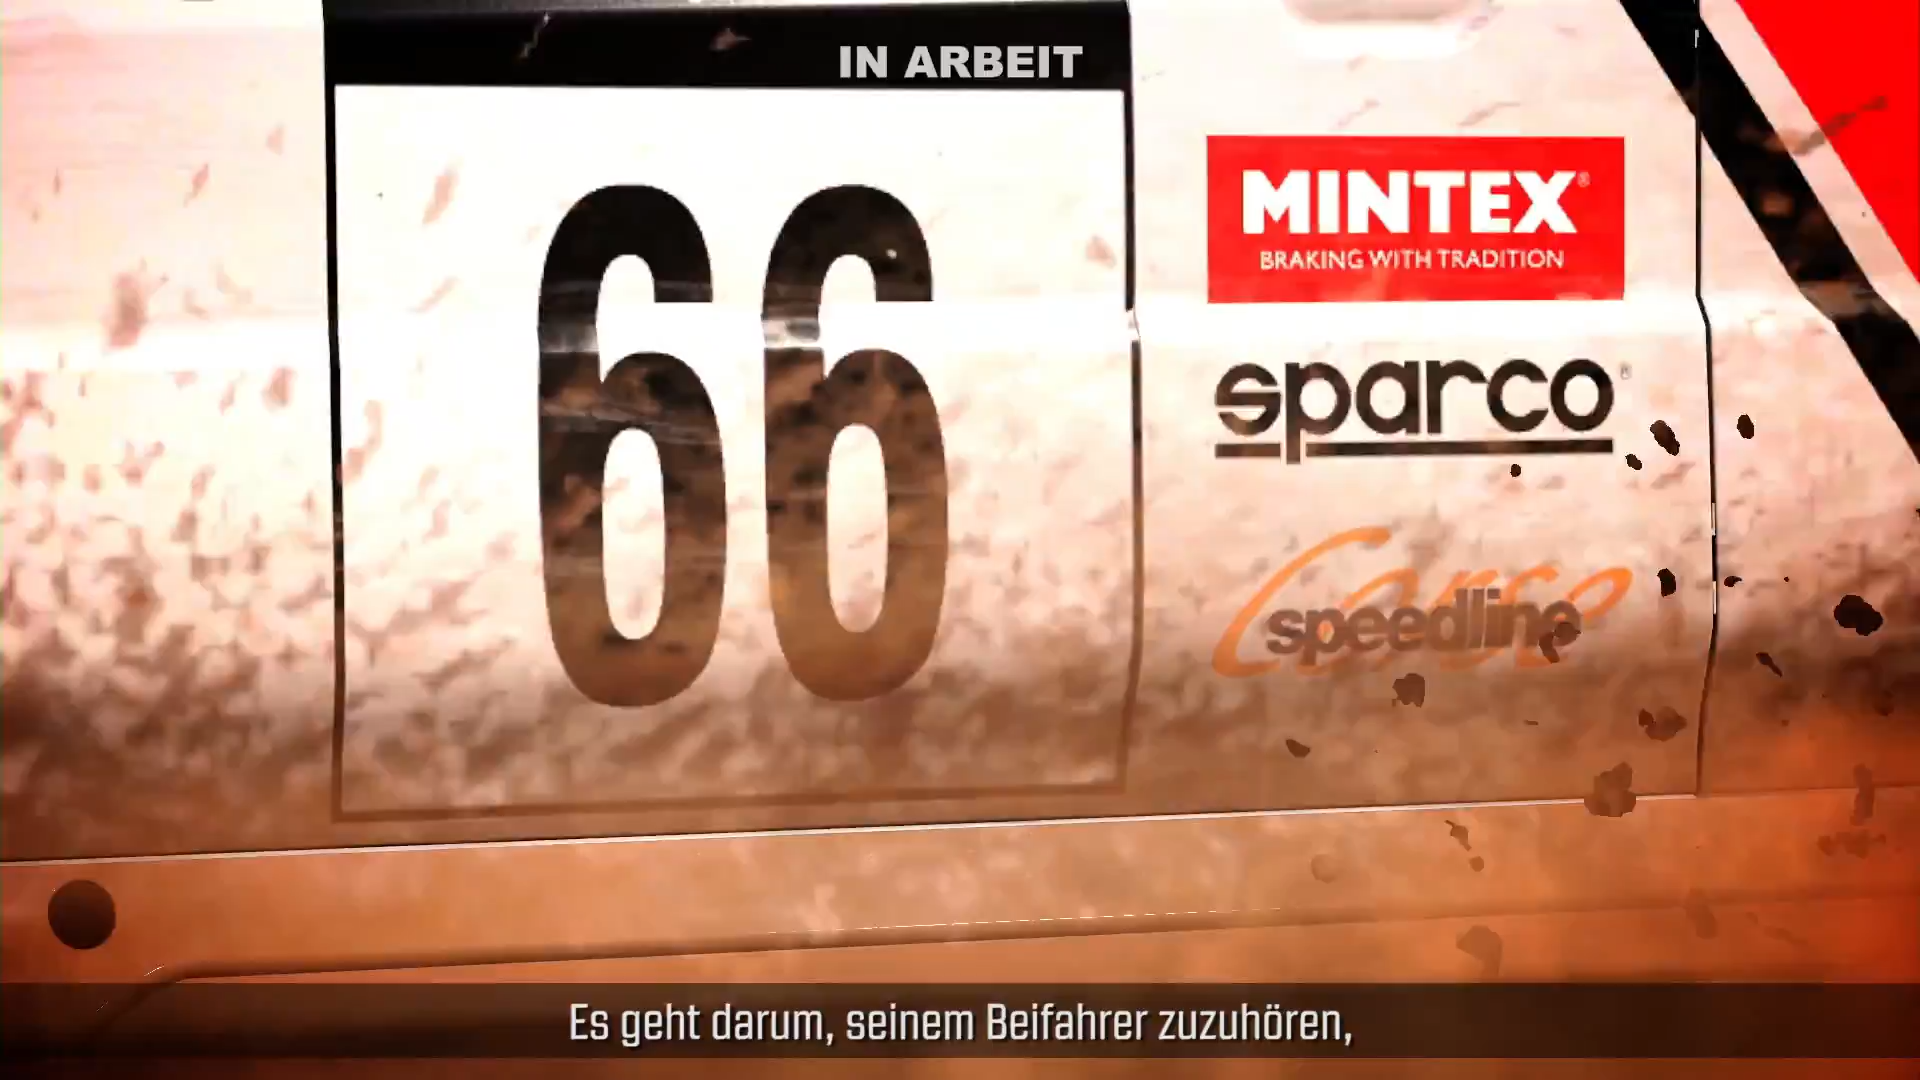 IN ARBEIT
66
MINTEX®
BRAKING WITH TRADITION
sparco®
Corse
speedline
Es geht darum, seinem Beifahrer zuzuhören,